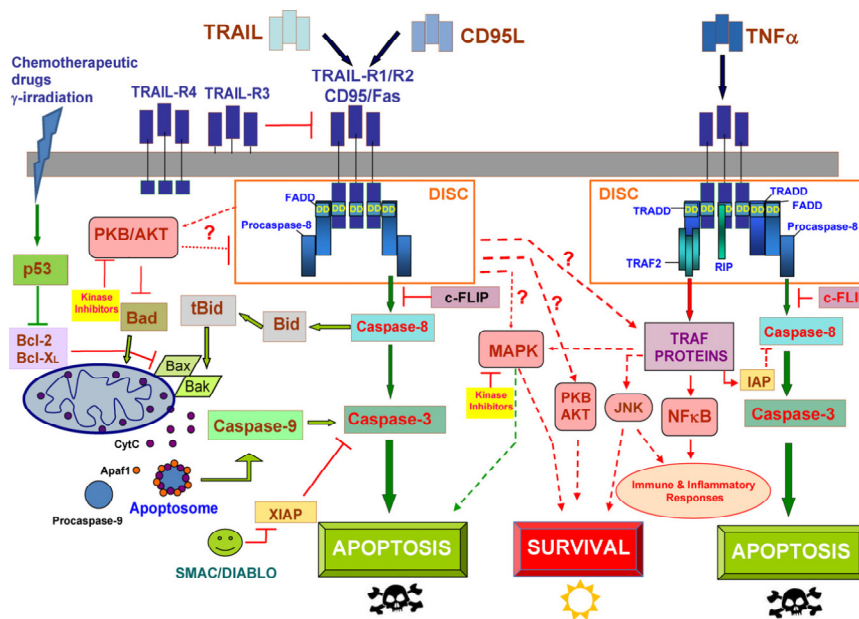 TRAIL
CD95L
TNFα
Chemotherapeutic
drugs
γ-irradiation
TRAIL-R4
TRAIL-R3
TRAIL-R1/R2
CD95/Fas
DISC
FADD
DD DD DD DD DD
Procaspase-8
PKB/AKT
?
p53
Kinase
Inhibitors
Bad
Bcl-2
Bcl-XL
tBid
Bid
Bax
Bak
c-FLIP
Caspase-8
Caspase-3
Caspase-9
CytC
Apaf1
Apoptosome
Procaspase-9
XIAP
SMAC/DIABLO
APOPTOSIS
?
?
?
MAPK
Kinase
Inhibitors
PKB
AKT
JNK
NFκB
TRAF
PROTEINS
IAP
Immune & Inflammatory
Responses
SURVIVAL
DISC
TRADD
FADD
TRADD
DD DD DD DD DD
Procaspase-8
TRAF2
RIP
c-FLI
Caspase-8
Caspase-3
APOPTOSIS